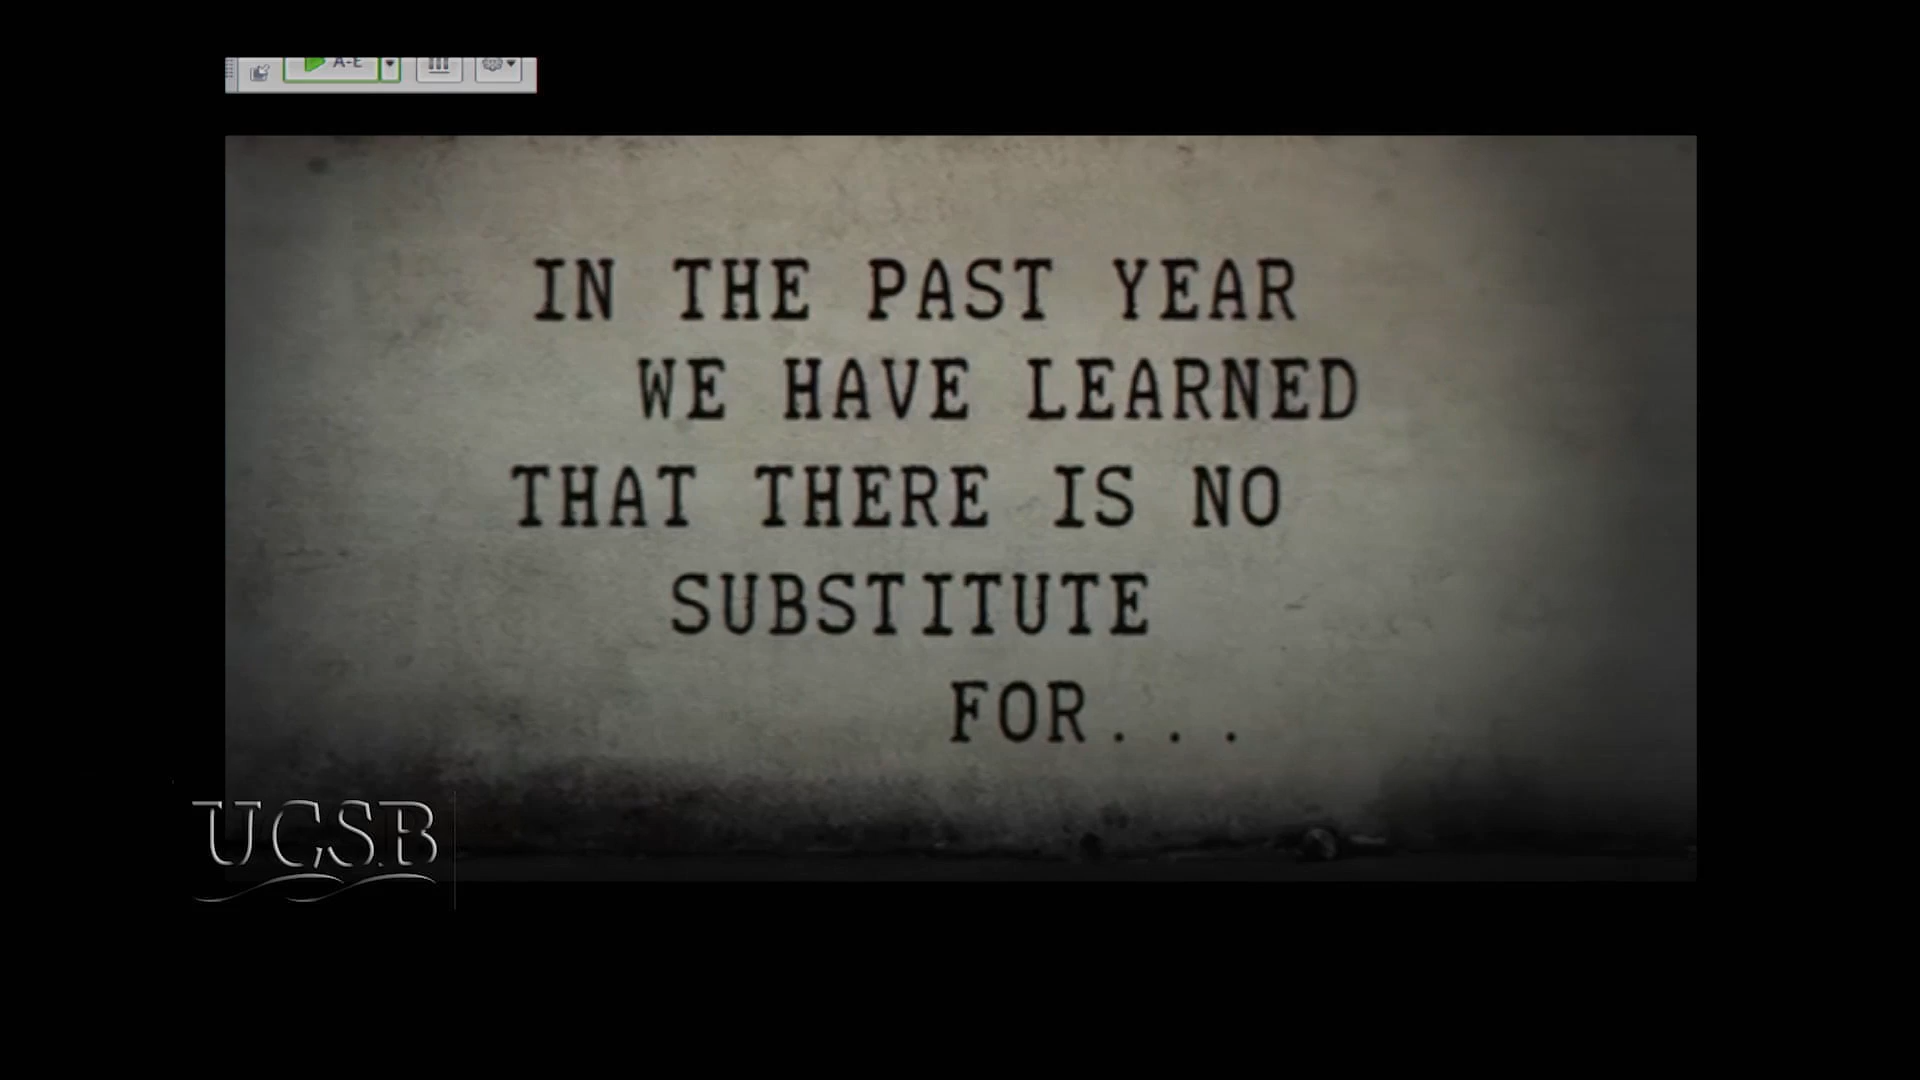 A-E
IN THE PAST YEAR
WE HAVE LEARNED
THAT THERE IS NO
SUBSTITUTE
FOR...
UCSB